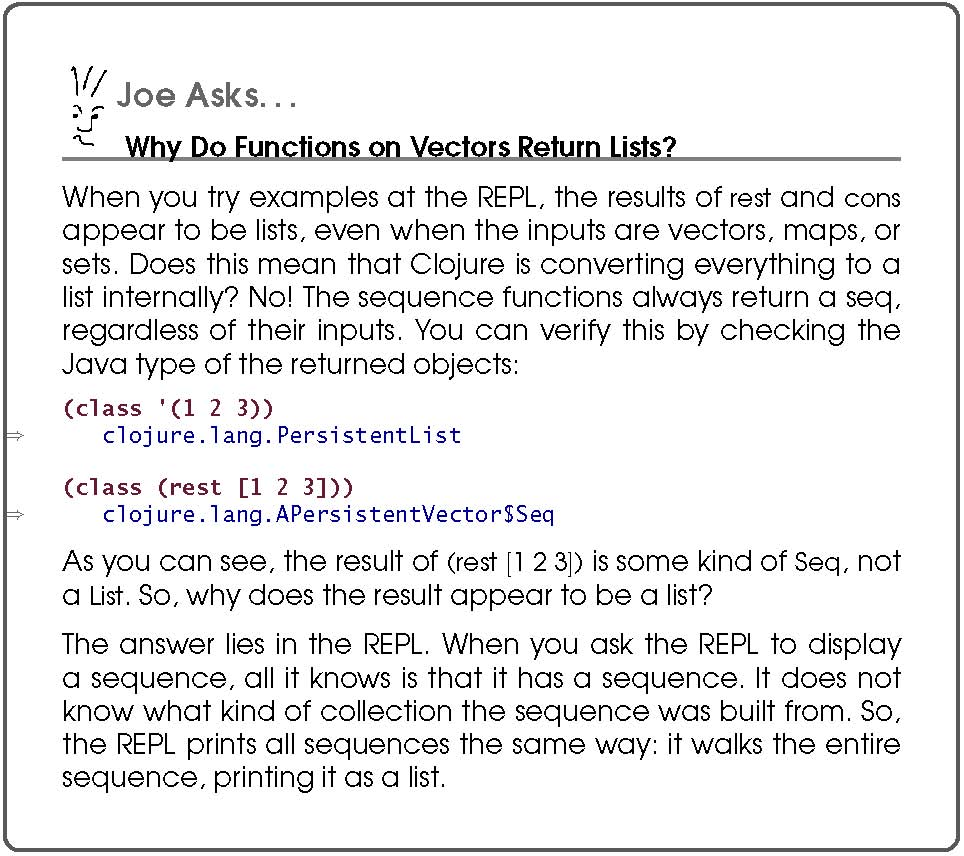 Joe Asks...
Why Do Functions on Vectors Return Lists?
When you try examples at the REPL, the results of rest and cons
appear to be lists, even when the inputs are vectors, maps, or
sets. Does this mean that Clojure is converting everything to a
list internally? No! The sequence functions always return a seq,
regardless of their inputs. You can verify this by checking the
Java type of the returned objects:
(class '(1 2 3))
⇒ clojure.lang.PersistentList
(class (rest [1 2 3]))
⇒ clojure.lang.APersistentVector$Seq
As you can see, the result of (rest [1 2 3]) is some kind of Seq, not
a List. So, why does the result appear to be a list?
The answer lies in the REPL. When you ask the REPL to display
a sequence, all it knows is that it has a sequence. It does not
know what kind of collection the sequence was built from. So,
the REPL prints all sequences the same way: it walks the entire
sequence, printing it as a list.